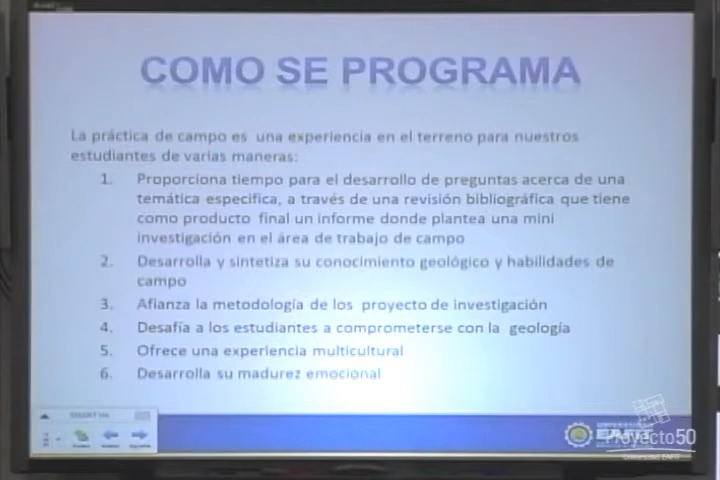 COMO SE PROGRAMA
La práctica de campo es una experiencia en el terreno para nuestros
estudiantes de varias maneras:
1. Proporciona tiempo para el desarrollo de preguntas acerca de una
temática especifica, a través de una revisión bibliográfica que tiene
como producto final un informe donde plantea una mini
investigación en el área de trabajo de campo
2. Desarrolla y sintetiza su conocimiento geológico y habilidades de
campo
3. Afianza la metodología de los proyecto de investigación
4. Desafía a los estudiantes a comprometerse con la geología
5. Ofrece una experiencia multicultural
6. Desarrolla su madurez emocional
UNIVERSIDAD
Proyecto50
Universidad EAFIT